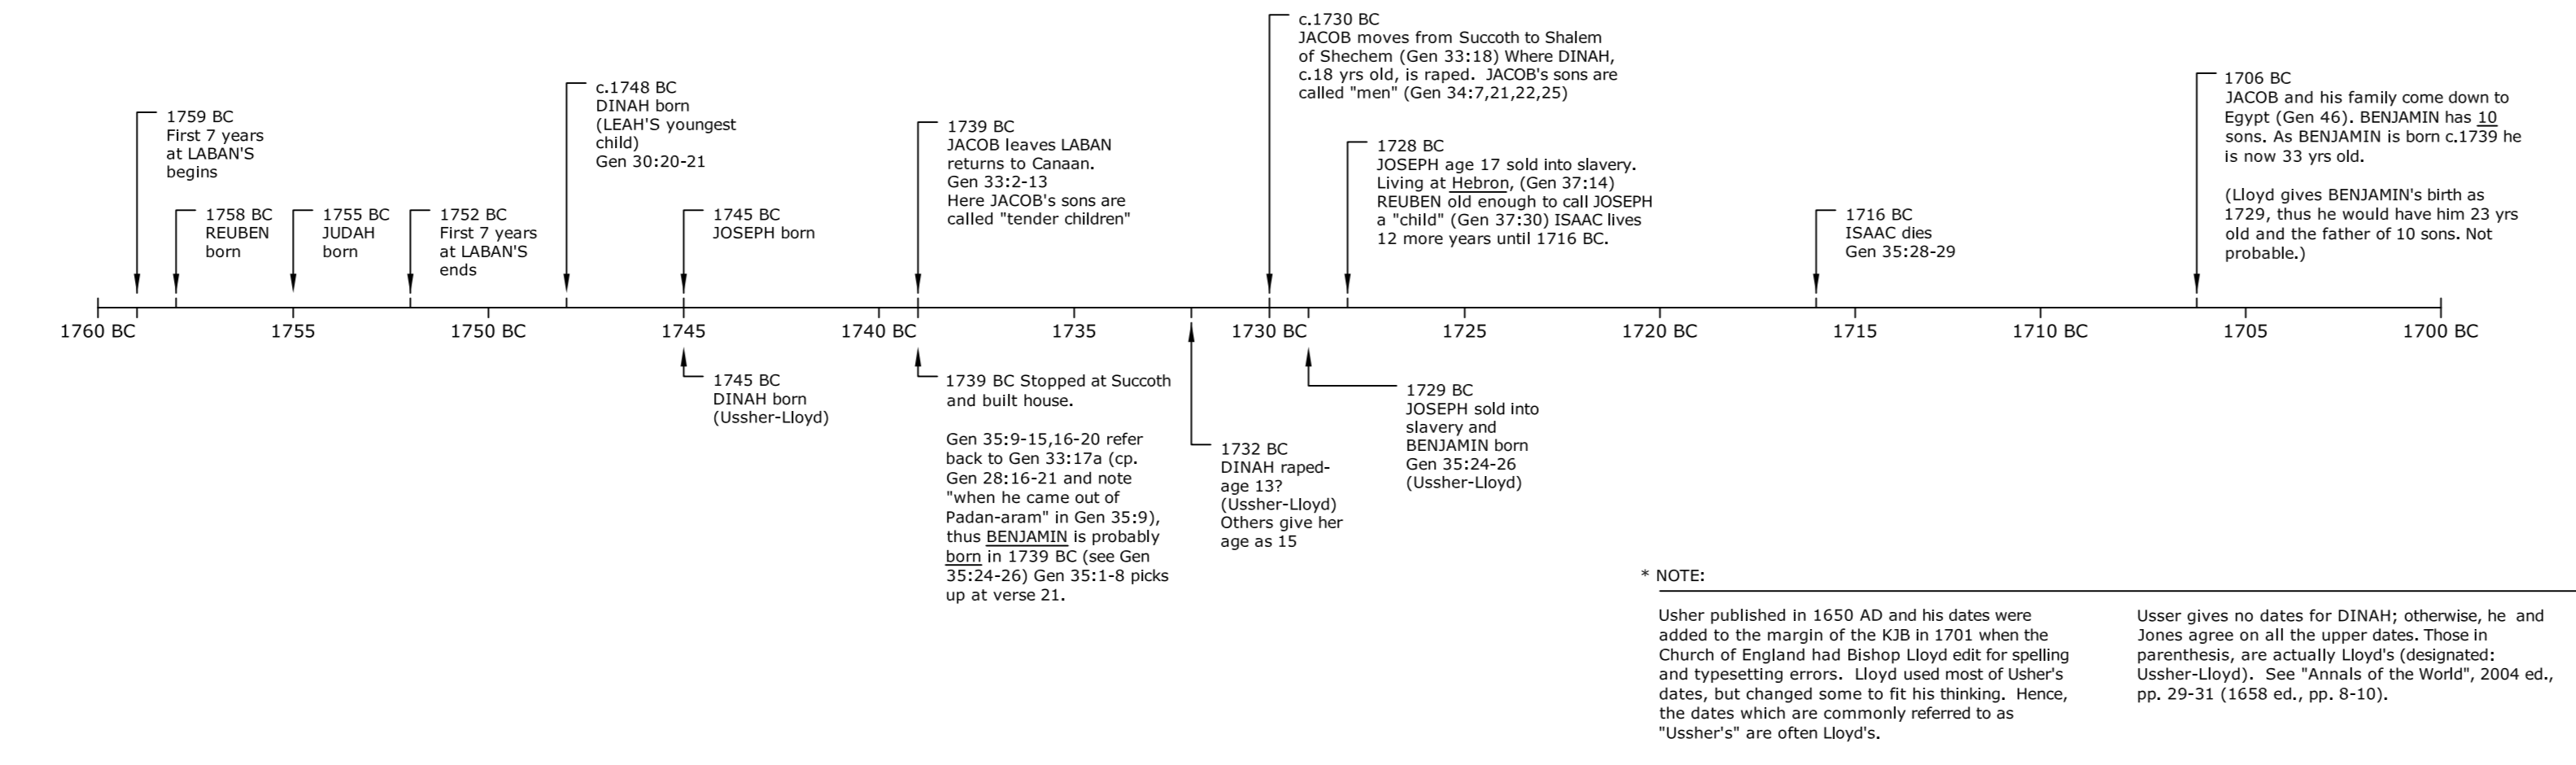 c.1730 BC
JACOB moves from Succoth to Shalem
of Shechem (Gen 33:18) Where DINAH,
c.18 yrs old, is raped. JACOB's sons are
called "men" (Gen 34:7,21,22,25)
1706 BC
JACOB and his family come down to
Egypt (Gen 46). BENJAMIN has 10
sons. As BENJAMIN is born c.1739 he
is now 33 yrs old.
(Lloyd gives BENJAMIN's birth as
1729, thus he would have him 23 yrs
old and the father of 10 sons. Not
probable.)
1759 BC
First 7 years
at LABAN'S
begins
c.1748 BC
DINAH born
(LEAH'S youngest
child)
Gen 30:20-21
1739 BC
JACOB leaves LABAN
returns to Canaan.
Gen 33:2-13
Here JACOB's sons are
called "tender children"
1728 BC
JOSEPH age 17 sold into slavery.
Living at Hebron, (Gen 37:14)
REUBEN old enough to call JOSEPH
a "child" (Gen 37:30) ISAAC lives
12 more years until 1716 BC.
1758 BC
REUBEN
born
1755 BC
JUDAH
born
1752 BC
First 7 years
at LABAN'S
ends
1745 BC
JOSEPH born
1716 BC
ISAAC dies
Gen 35:28-29
1760 BC 1755 1750 BC 1745 1740 BC 1735 1730 BC 1725 1720 BC 1715 1710 BC 1705 1700 BC
1745 BC
DINAH born
(Ussher-Lloyd)
1739 BC Stopped at Succoth
and built house.
Gen 35:9-15,16-20 refer
back to Gen 33:17a (cp.
Gen 28:16-21 and note
"when he came out of
Padan-aram" in Gen 35:9),
thus BENJAMIN is probably
born in 1739 BC (see Gen
35:24-26) Gen 35:1-8 picks
up at verse 21.
1732 BC
DINAH raped-
age 13?
(Ussher-Lloyd)
Others give her
age as 15
1729 BC
JOSEPH sold into
slavery and
BENJAMIN born
Gen 35:24-26
(Ussher-Lloyd)
* NOTE:
Usher published in 1650 AD and his dates were
added to the margin of the KJB in 1701 when the
Church of England had Bishop Lloyd edit for spelling
and typesetting errors. Lloyd used most of Usher's
dates, but changed some to fit his thinking. Hence,
the dates which are commonly referred to as
"Ussher's" are often Lloyd's.
Usser gives no dates for DINAH; otherwise, he and
Jones agree on all the upper dates. Those in
parenthesis, are actually Lloyd's (designated:
Ussher-Lloyd). See "Annals of the World", 2004 ed.,
pp. 29-31 (1658 ed., pp. 8-10).